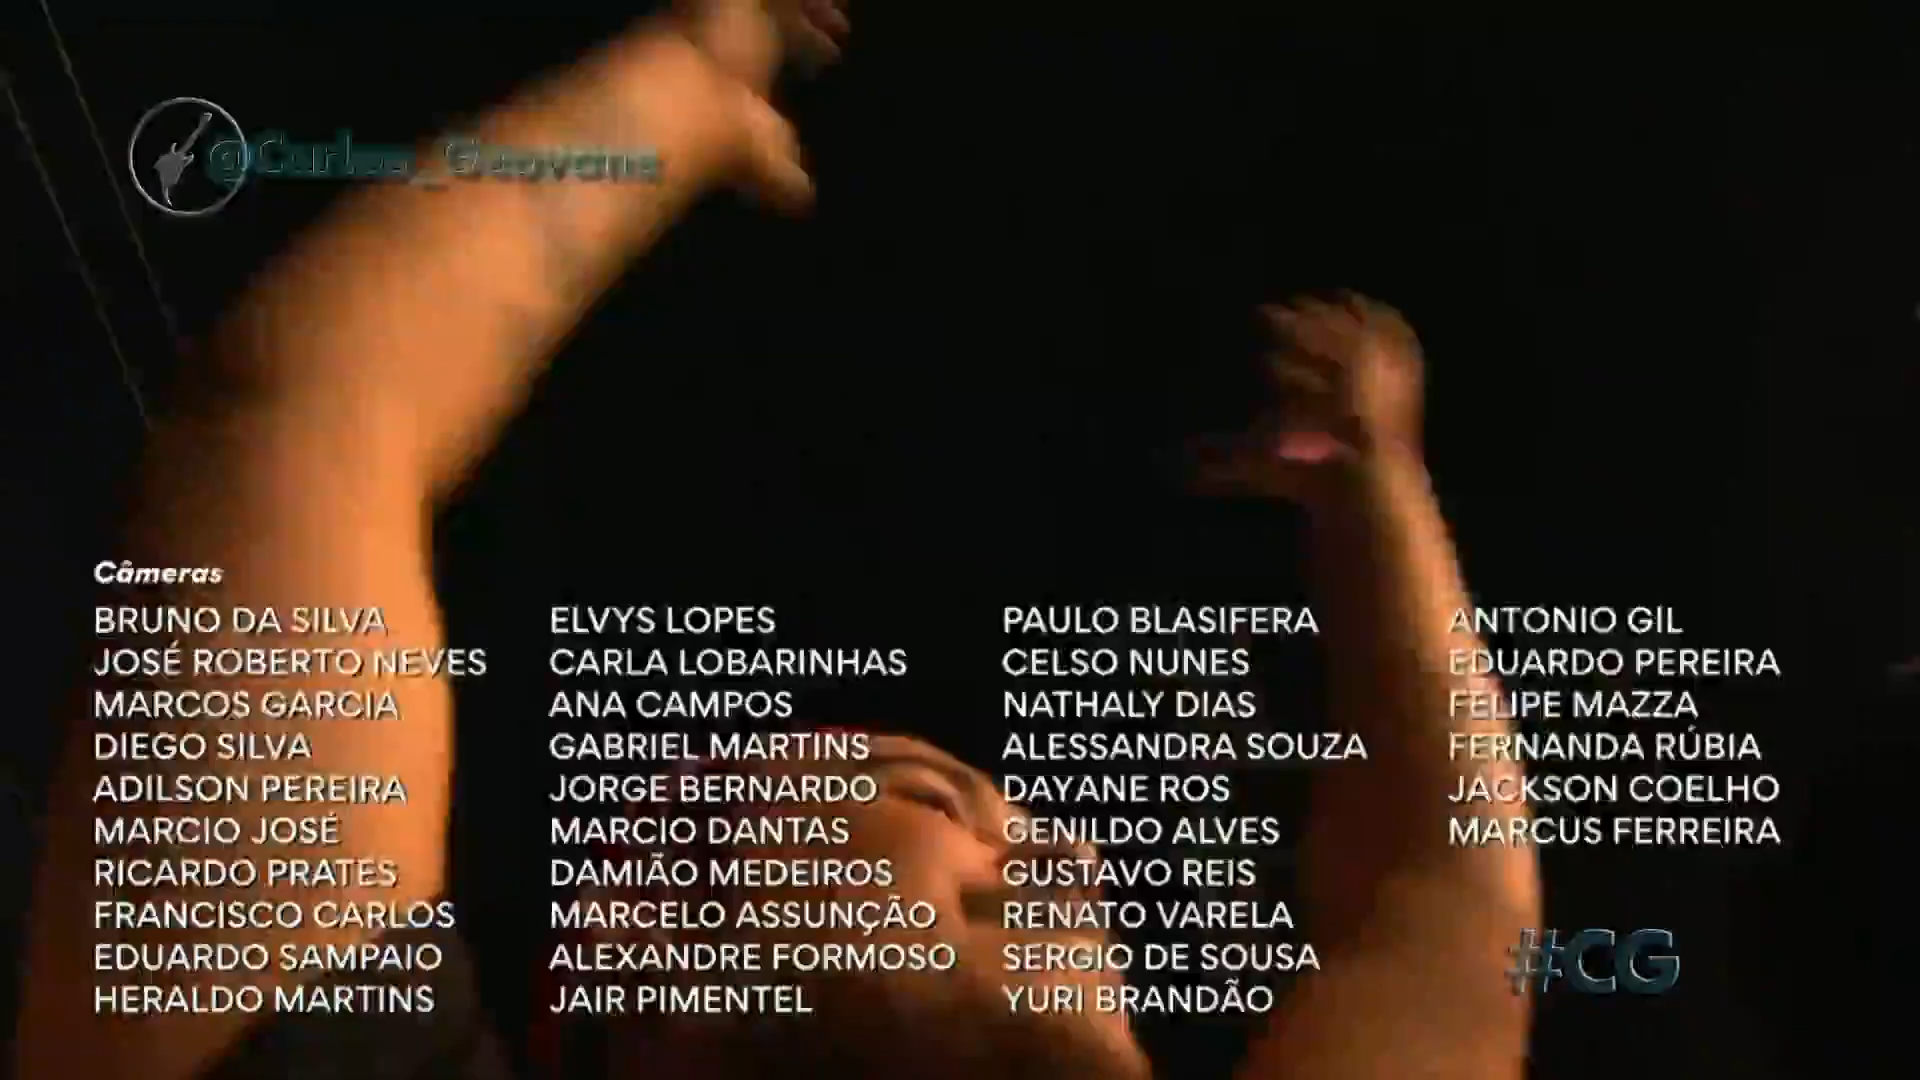 @Carlos_Geovane
Câmeras
BRUNO DA SILVA
JOSÉ ROBERTO NEVES
MARCOS GARCIA
DIEGO SILVA
ADILSON PEREIRA
MARCIO JOSÉ
RICARDO PRATES
FRANCISCO CARLOS
EDUARDO SAMPAIO
HERALDO MARTINS
ELVYS LOPES
CARLA LOBARINHAS
ANA CAMPOS
GABRIEL MARTINS
JORGE BERNARDO
MARCIO DANTAS
DAMIÃO MEDEIROS
MARCELO ASSUNÇÃO
ALEXANDRE FORMOSO
JAIR PIMENTEL
PAULO BLASIFERA
CELSO NUNES
NATHALY DIAS
ALESSANDRA SOUZA
DAYANE ROS
GENILDO ALVES
GUSTAVO REIS
RENATO VARELA
SERGIO DE SOUSA
YURI BRANDÃO
ANTONIO GIL
EDUARDO PEREIRA
FELIPE MAZZA
FERNANDA RÚBIA
JACKSON COELHO
MARCUS FERREIRA
#CG